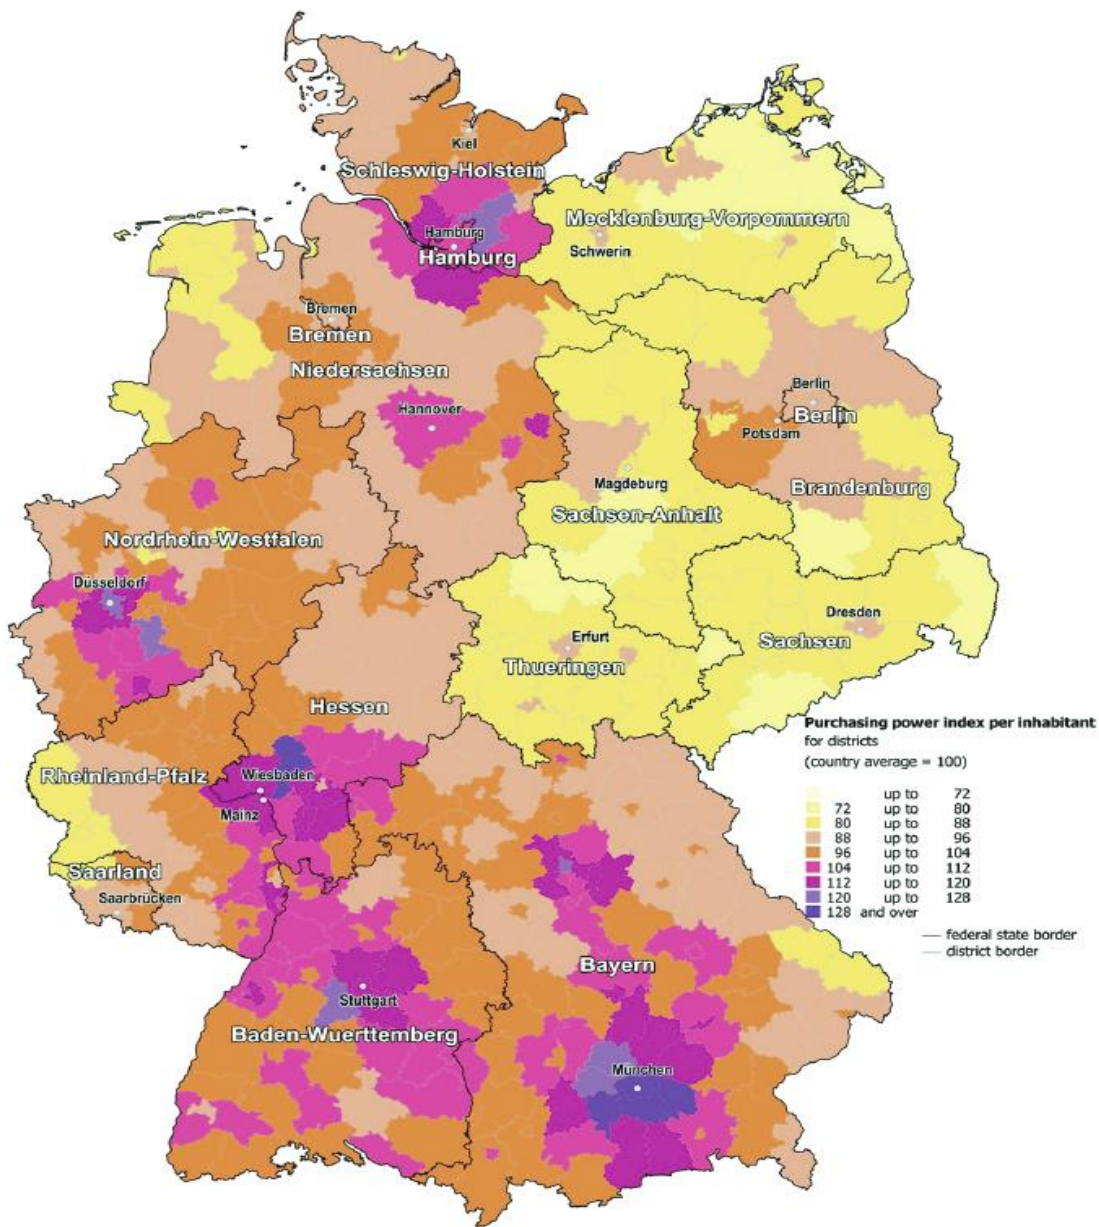 Kiel
Schleswig-Holstein
Mecklenburg-Vorpommern
Hamburg
Schwerin
Hamburg
Bremen
Bremen
Niedersachsen
Berlin
Hannover
Berlin
Potsdam
Magdeburg
Brandenburg
Sachsen-Anhalt
Nordrhein-Westfalen
Düsseldorf
Dresden
Erfurt
Sachsen
Thueringen
Hessen
Purchasing power index per inhabitant
for districts
(country average = 100)
up to 72
72 up to 80
80 up to 88
88 up to 96
96 up to 104
104 up to 112
112 up to 120
120 up to 128
128 and over
federal state border
district border
Wiesbaden
Rheinland-Pfalz
Mainz
Saarland
Saarbrücken
Bayern
Stuttgart
Baden-Wuerttemberg
München